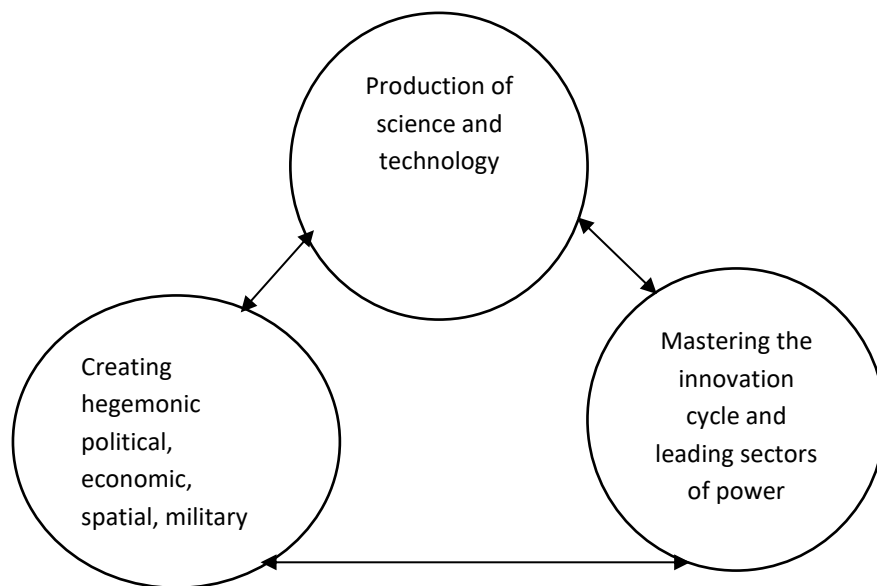 Production of
science and
technology
Creating
hegemonic
political,
economic,
spatial, military
Mastering the
innovation
cycle and
leading sectors
of power